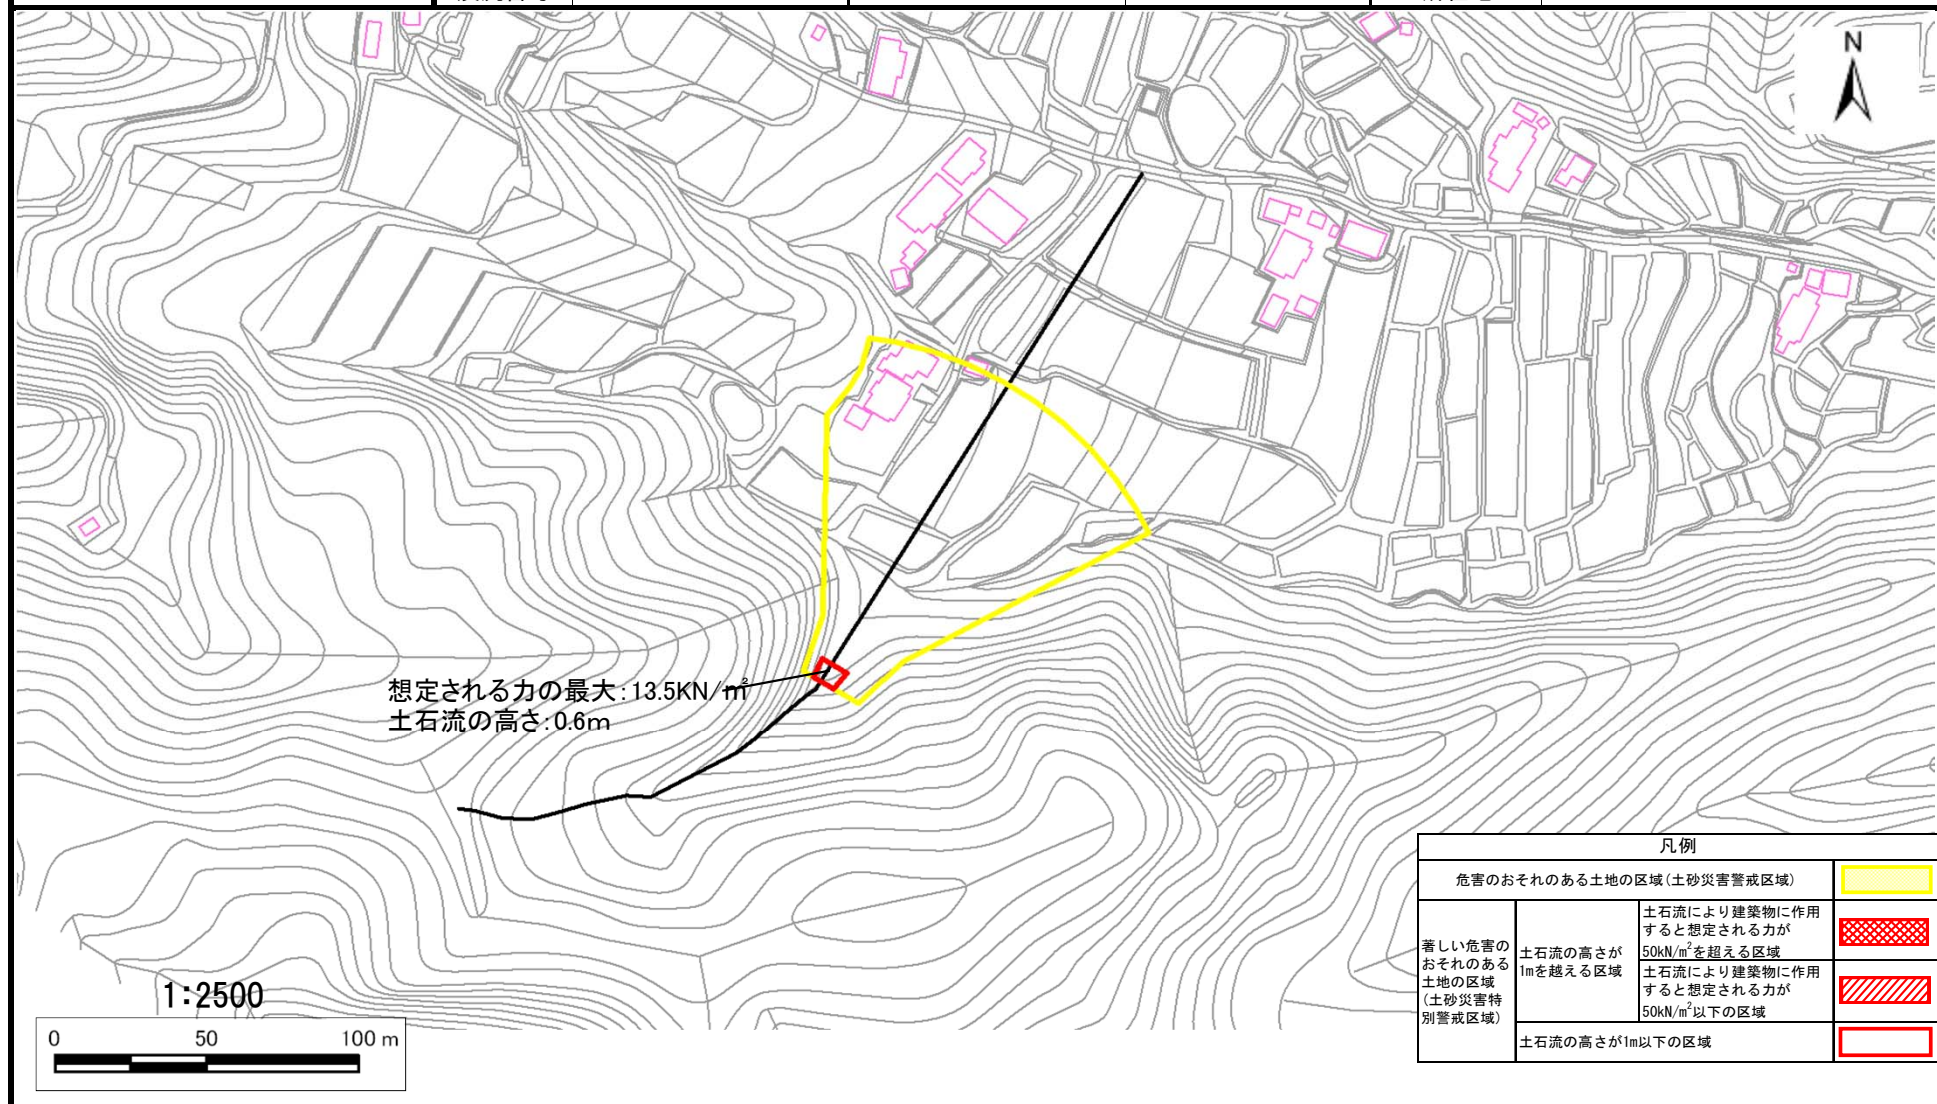 N
想定される力の最大:13.5KN/㎡
土石流の高さ:0.6m
1:2500
0 50 100 m
凡例
危害のおそれのある土地の区域(土砂災害警戒区域)
著しい危害の
おそれのある
土地の区域
(土砂災害特
別警戒区域)
土石流の高さが
1mを越える区域
土石流により建築物に作用
すると想定される力が
50kN/㎡を超える区域
土石流により建築物に作用
すると想定される力が
50kN/㎡以下の区域
土石流の高さが1m以下の区域